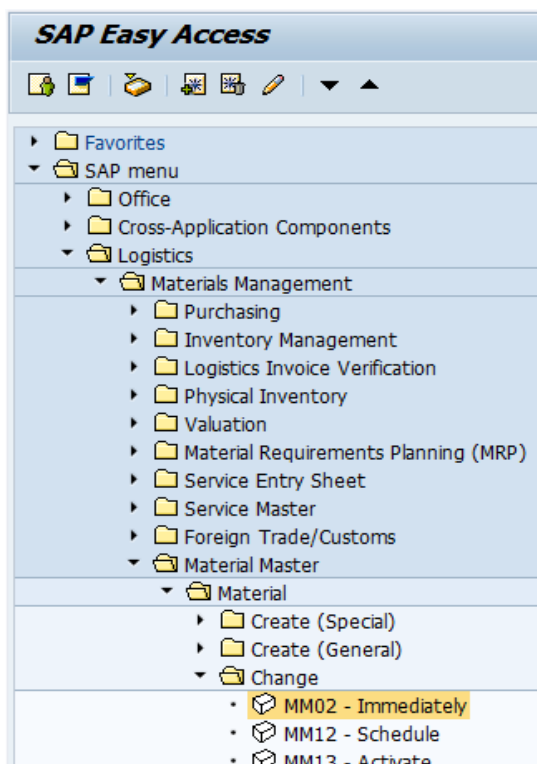 SAP Easy Access
Favorites
SAP menu
Office
Cross-Application Components
Logistics
Materials Management
Purchasing
Inventory Management
Logistics Invoice Verification
Physical Inventory
Valuation
Material Requirements Planning (MRP)
Service Entry Sheet
Service Master
Foreign Trade/Customs
Material Master
Material
Create (Special)
Create (General)
Change
MM02 - Immediately
MM12 - Schedule
MM13 - Activate